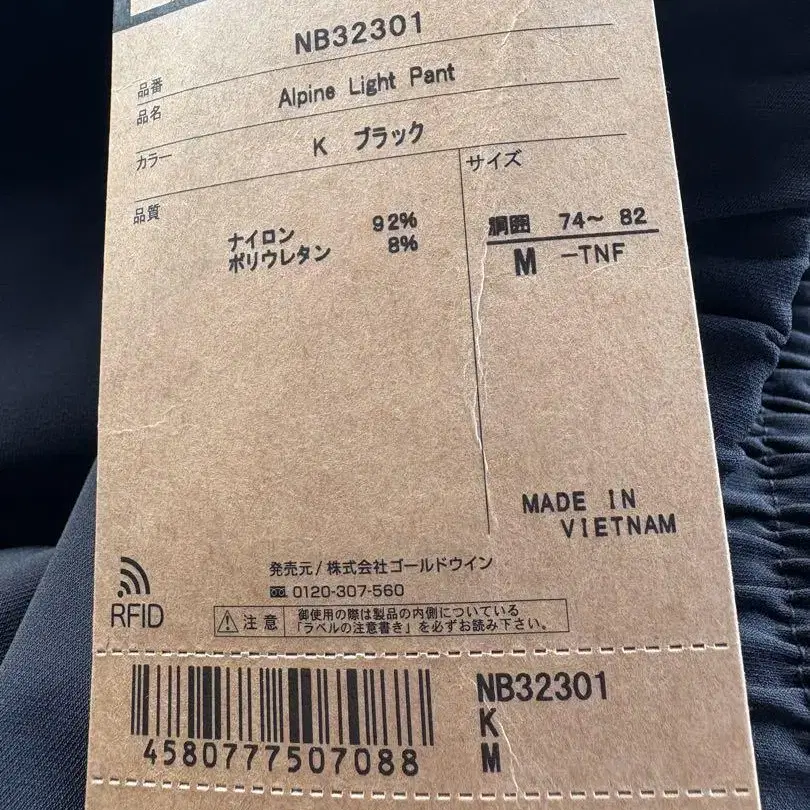 NB32301
品番
Alpine Light Pant
品名
K ブラック
カラー
サイズ
品質
ナイロン 92%
ポリウレタン 8%
胴囲 74～ 82
M -TNF
MADE IN
VIETNAM
RFID
発売元/株式会社ゴールドウイン
0120-307-560
注意
御使用の際は製品の内側についている
「ラベルの注意書き」を必ずお読み下さい。
4580777507088
NB32301
K
M